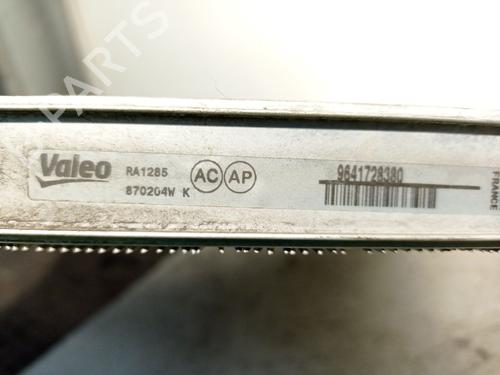 PARTS
Valeo
RA1285
870204W K
AC AP
9641728380
FRANCE